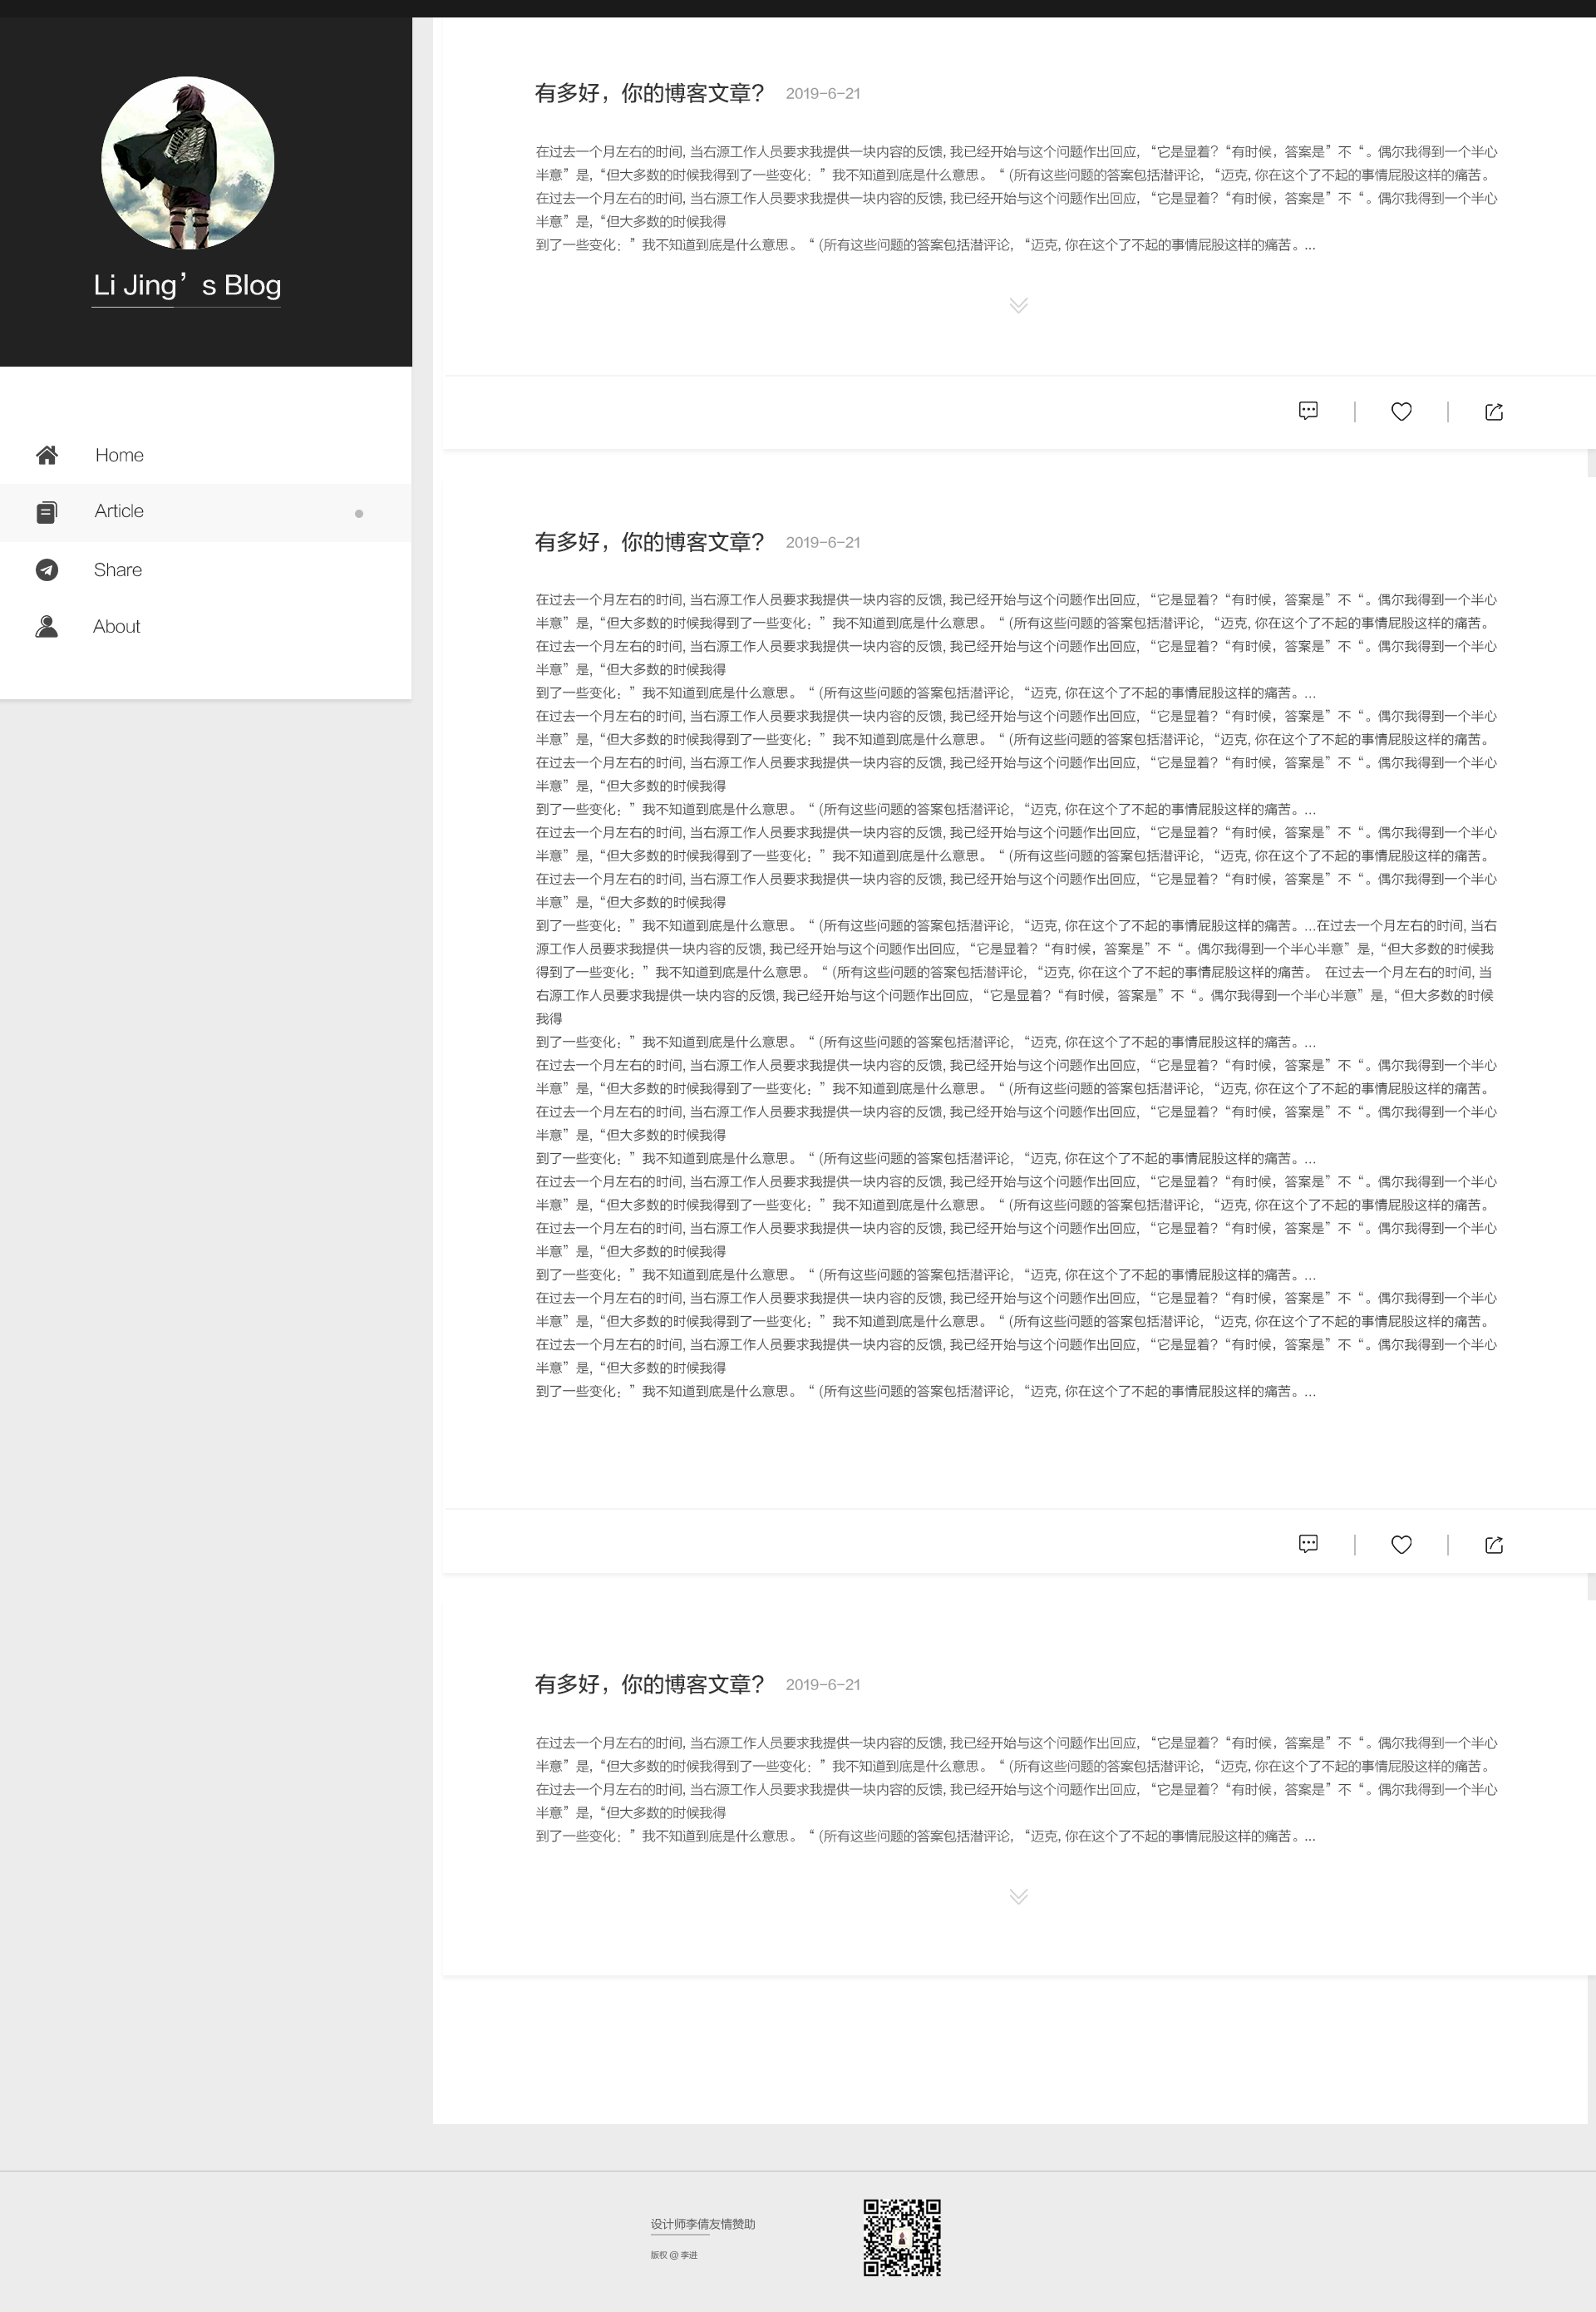 Li Jing’s Blog
Home
Article
Share
About
有多好，你的博客文章？ 2019-6-21
在过去一个月左右的时间, 当右源工作人员要求我提供一块内容的反馈, 我已经开始与这个问题作出回应, “它是显着? “有时候，答案是”不“。偶尔我得到一个半心
半意”是, “但大多数的时候我得到了一些变化：”我不知道到底是什么意思。“ (所有这些问题的答案包括潜评论, “迈克, 你在这个了不起的事情屁股这样的痛苦。
在过去一个月左右的时间, 当右源工作人员要求我提供一块内容的反馈, 我已经开始与这个问题作出回应, “它是显着? “有时候，答案是”不“。偶尔我得到一个半心
半意”是, “但大多数的时候我得
到了一些变化：”我不知道到底是什么意思。“ (所有这些问题的答案包括潜评论, “迈克, 你在这个了不起的事情屁股这样的痛苦。...
有多好，你的博客文章？ 2019-6-21
在过去一个月左右的时间, 当右源工作人员要求我提供一块内容的反馈, 我已经开始与这个问题作出回应, “它是显着? “有时候，答案是”不“。偶尔我得到一个半心
半意”是, “但大多数的时候我得到了一些变化：”我不知道到底是什么意思。“ (所有这些问题的答案包括潜评论, “迈克, 你在这个了不起的事情屁股这样的痛苦。
在过去一个月左右的时间, 当右源工作人员要求我提供一块内容的反馈, 我已经开始与这个问题作出回应, “它是显着? “有时候，答案是”不“。偶尔我得到一个半心
半意”是, “但大多数的时候我得
到了一些变化：”我不知道到底是什么意思。“ (所有这些问题的答案包括潜评论, “迈克, 你在这个了不起的事情屁股这样的痛苦。...
在过去一个月左右的时间, 当右源工作人员要求我提供一块内容的反馈, 我已经开始与这个问题作出回应, “它是显着? “有时候，答案是”不“。偶尔我得到一个半心
半意”是, “但大多数的时候我得到了一些变化：”我不知道到底是什么意思。“ (所有这些问题的答案包括潜评论, “迈克, 你在这个了不起的事情屁股这样的痛苦。
在过去一个月左右的时间, 当右源工作人员要求我提供一块内容的反馈, 我已经开始与这个问题作出回应, “它是显着? “有时候，答案是”不“。偶尔我得到一个半心
半意”是, “但大多数的时候我得
到了一些变化：”我不知道到底是什么意思。“ (所有这些问题的答案包括潜评论, “迈克, 你在这个了不起的事情屁股这样的痛苦。...
在过去一个月左右的时间, 当右源工作人员要求我提供一块内容的反馈, 我已经开始与这个问题作出回应, “它是显着? “有时候，答案是”不“。偶尔我得到一个半心
半意”是, “但大多数的时候我得到了一些变化：”我不知道到底是什么意思。“ (所有这些问题的答案包括潜评论, “迈克, 你在这个了不起的事情屁股这样的痛苦。
在过去一个月左右的时间, 当右源工作人员要求我提供一块内容的反馈, 我已经开始与这个问题作出回应, “它是显着? “有时候，答案是”不“。偶尔我得到一个半心
半意”是, “但大多数的时候我得
到了一些变化：”我不知道到底是什么意思。“ (所有这些问题的答案包括潜评论, “迈克, 你在这个了不起的事情屁股这样的痛苦。...在过去一个月左右的时间, 当右
源工作人员要求我提供一块内容的反馈, 我已经开始与这个问题作出回应, “它是显着? “有时候，答案是”不“。偶尔我得到一个半心半意”是, “但大多数的时候我
得到了一些变化：”我不知道到底是什么意思。“ (所有这些问题的答案包括潜评论, “迈克, 你在这个了不起的事情屁股这样的痛苦。 在过去一个月左右的时间, 当
右源工作人员要求我提供一块内容的反馈, 我已经开始与这个问题作出回应, “它是显着? “有时候，答案是”不“。偶尔我得到一个半心半意”是, “但大多数的时候
我得
到了一些变化：”我不知道到底是什么意思。“ (所有这些问题的答案包括潜评论, “迈克, 你在这个了不起的事情屁股这样的痛苦。...
在过去一个月左右的时间, 当右源工作人员要求我提供一块内容的反馈, 我已经开始与这个问题作出回应, “它是显着? “有时候，答案是”不“。偶尔我得到一个半心
半意”是, “但大多数的时候我得到了一些变化：”我不知道到底是什么意思。“ (所有这些问题的答案包括潜评论, “迈克, 你在这个了不起的事情屁股这样的痛苦。
在过去一个月左右的时间, 当右源工作人员要求我提供一块内容的反馈, 我已经开始与这个问题作出回应, “它是显着? “有时候，答案是”不“。偶尔我得到一个半心
半意”是, “但大多数的时候我得
到了一些变化：”我不知道到底是什么意思。“ (所有这些问题的答案包括潜评论, “迈克, 你在这个了不起的事情屁股这样的痛苦。...
在过去一个月左右的时间, 当右源工作人员要求我提供一块内容的反馈, 我已经开始与这个问题作出回应, “它是显着? “有时候，答案是”不“。偶尔我得到一个半心
半意”是, “但大多数的时候我得到了一些变化：”我不知道到底是什么意思。“ (所有这些问题的答案包括潜评论, “迈克, 你在这个了不起的事情屁股这样的痛苦。
在过去一个月左右的时间, 当右源工作人员要求我提供一块内容的反馈, 我已经开始与这个问题作出回应, “它是显着? “有时候，答案是”不“。偶尔我得到一个半心
半意”是, “但大多数的时候我得
到了一些变化：”我不知道到底是什么意思。“ (所有这些问题的答案包括潜评论, “迈克, 你在这个了不起的事情屁股这样的痛苦。...
在过去一个月左右的时间, 当右源工作人员要求我提供一块内容的反馈, 我已经开始与这个问题作出回应, “它是显着? “有时候，答案是”不“。偶尔我得到一个半心
半意”是, “但大多数的时候我得到了一些变化：”我不知道到底是什么意思。“ (所有这些问题的答案包括潜评论, “迈克, 你在这个了不起的事情屁股这样的痛苦。
在过去一个月左右的时间, 当右源工作人员要求我提供一块内容的反馈, 我已经开始与这个问题作出回应, “它是显着? “有时候，答案是”不“。偶尔我得到一个半心
半意”是, “但大多数的时候我得
到了一些变化：”我不知道到底是什么意思。“ (所有这些问题的答案包括潜评论, “迈克, 你在这个了不起的事情屁股这样的痛苦。...
有多好，你的博客文章？ 2019-6-21
在过去一个月左右的时间, 当右源工作人员要求我提供一块内容的反馈, 我已经开始与这个问题作出回应, “它是显着? “有时候，答案是”不“。偶尔我得到一个半心
半意”是, “但大多数的时候我得到了一些变化：”我不知道到底是什么意思。“ (所有这些问题的答案包括潜评论, “迈克, 你在这个了不起的事情屁股这样的痛苦。
在过去一个月左右的时间, 当右源工作人员要求我提供一块内容的反馈, 我已经开始与这个问题作出回应, “它是显着? “有时候，答案是”不“。偶尔我得到一个半心
半意”是, “但大多数的时候我得
到了一些变化：”我不知道到底是什么意思。“ (所有这些问题的答案包括潜评论, “迈克, 你在这个了不起的事情屁股这样的痛苦。...
设计师李倩友情赞助
版权 @ 李进